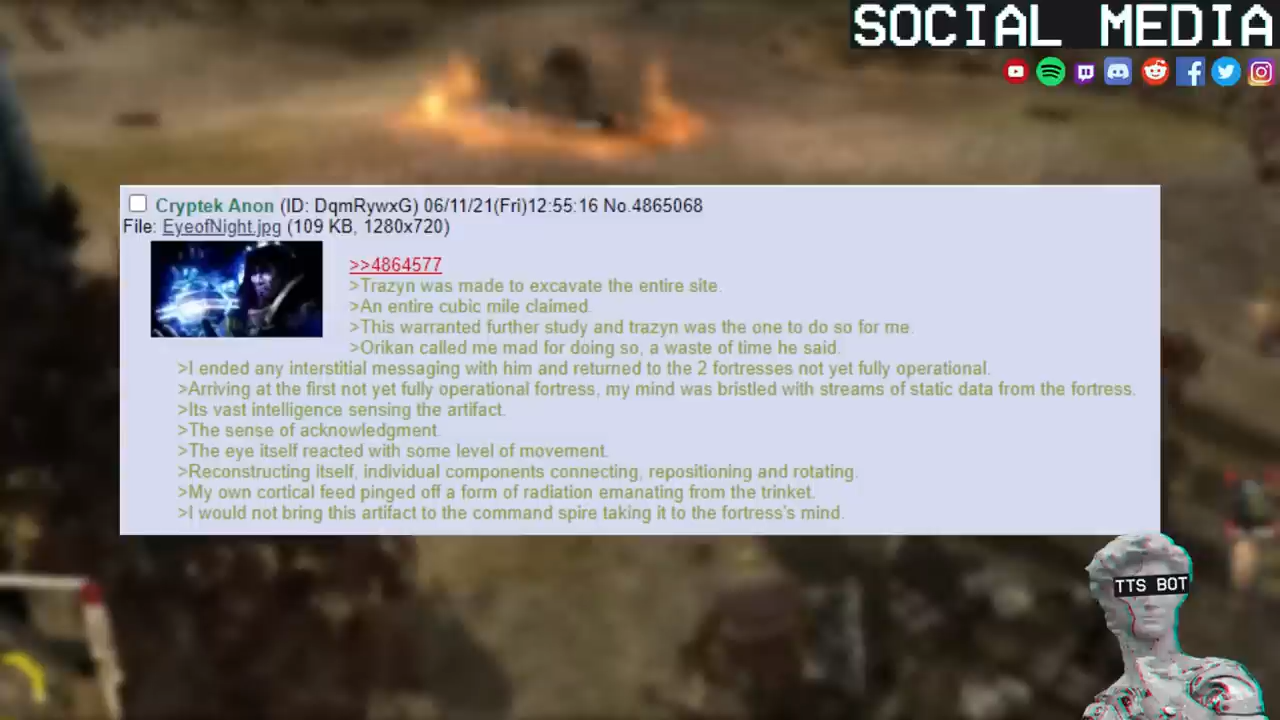 SOCIAL MEDIA
Cryptek Anon (ID: DqmRywxG) 06/11/21(Fri)12:55:16 No.4865068
File: EyeofNight.jpg (109 KB, 1280x720)
>>4864577
>Trazyn was made to excavate the entire site.
>An entire cubic mile claimed.
>This warranted further study and trazyn was the one to do so for me.
>Orikan called me mad for doing so, a waste of time he said.
>I ended any interstitial messaging with him and returned to the 2 fortresses not yet fully operational.
>Arriving at the first not yet fully operational fortress, my mind was bristled with streams of static data from the fortress.
>Its vast intelligence sensing the artifact.
>The sense of acknowledgment.
>The eye itself reacted with some level of movement.
>Reconstructing itself, individual components connecting, repositioning and rotating.
>My own cortical feed pinged off a form of radiation emanating from the trinket.
>I would not bring this artifact to the command spire taking it to the fortress's mind.
TTS BOT